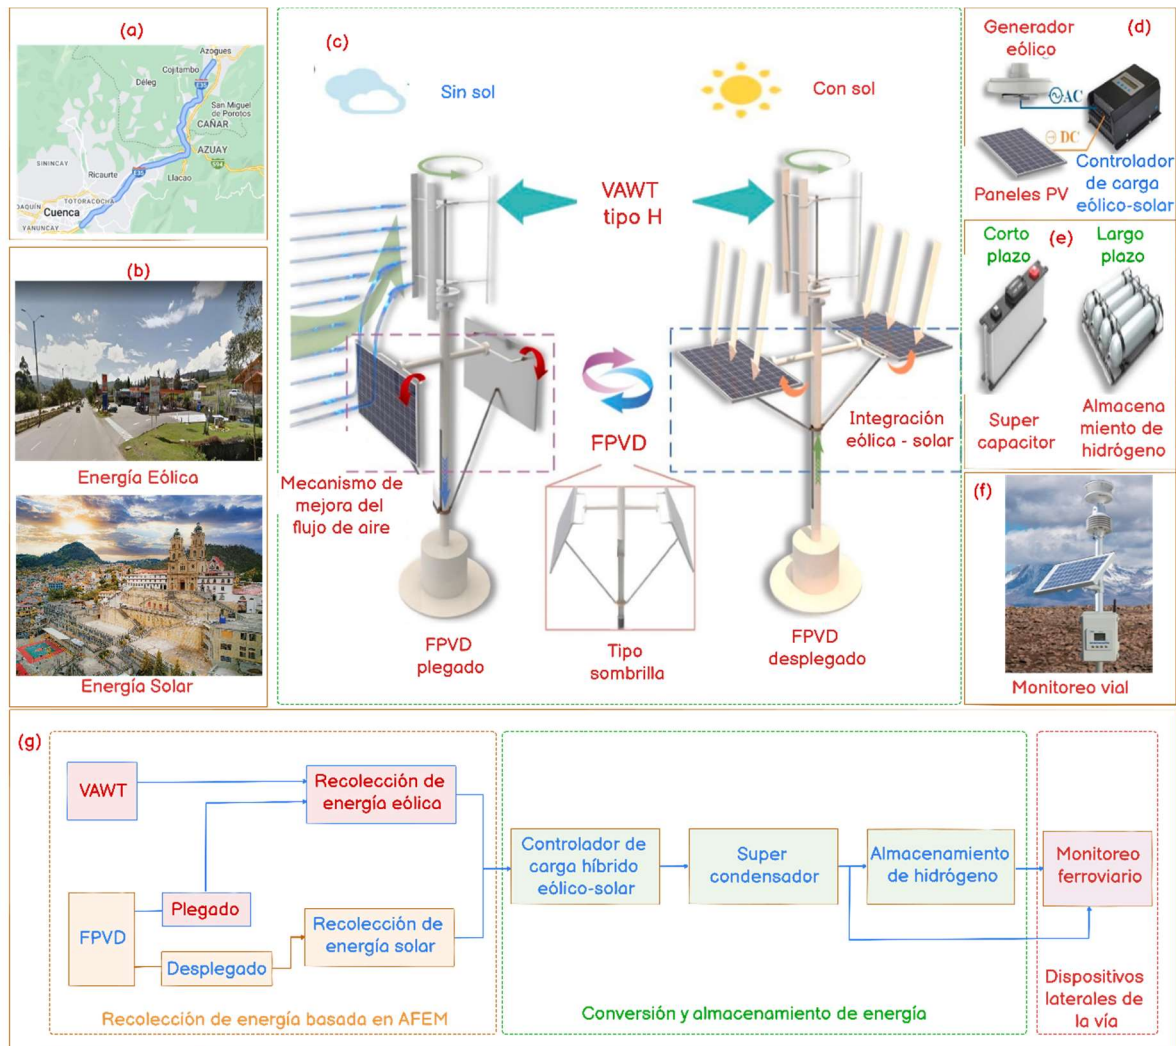 (a)
Azogues
Cojitambo
Déleg
E35
San Miguel
de Porotos
CAÑAR
AZUAY
E94
SININCAY
Ricaurte
E35
Llacao
TOTORACOCHA
OAQUÍN
Cuenca
YANUNCAY
(b)
Energía Eólica
Energía Solar
(c)
Sin sol
Con sol
VAWT
tipo H
FPVD
Integración
eólica - solar
Mecanismo de
mejora del
flujo de aire
FPVD
plegado
Tipo
sombrilla
FPVD
desplegado
(d)
Generador
eólico
AC
DC
Paneles PV
Controlador
de carga
eólico-solar
(e)
Corto
plazo
Largo
plazo
Super
capacitor
Almacena
miento de
hidrógeno
(f)
Monitoreo vial
(g)
VAWT
Recolección de
energía eólica
FPVD
Plegado
Desplegado
Recolección de
energía solar
Recolección de energía basada en AFEM
Controlador de
carga híbrido
eólico-solar
Super
condensador
Almacenamiento
de hidrógeno
Conversión y almacenamiento de energía
Monitoreo
ferroviario
Dispositivos
laterales de
la vía